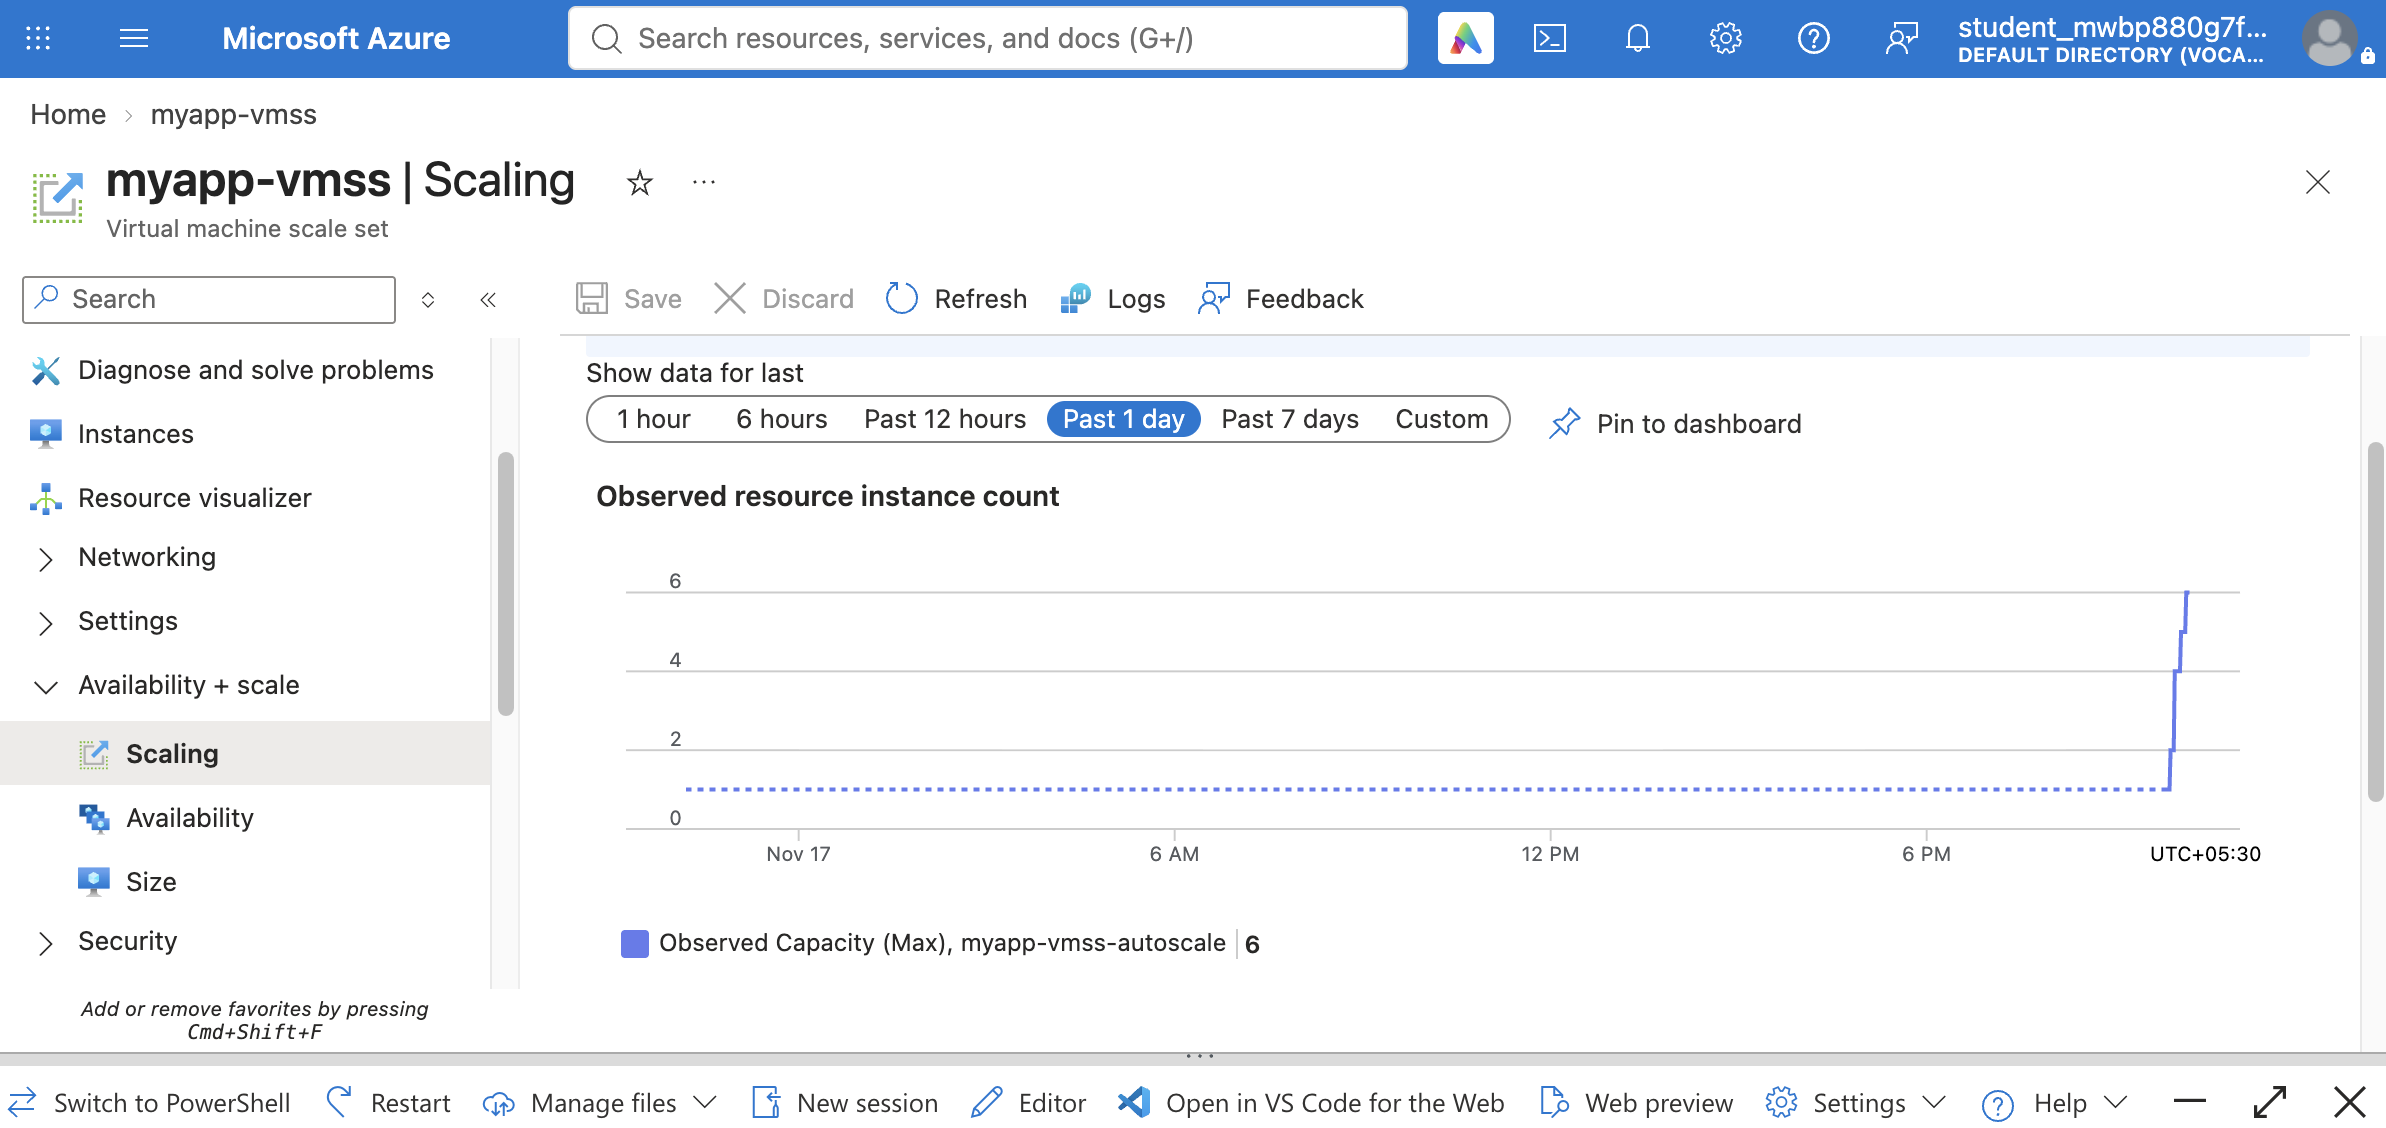 Microsoft Azure
Search resources, services, and docs (G+/)
student_mwbp880g7f...
DEFAULT DIRECTORY (VOCA...
Home
myapp-vmss
myapp-vmss | Scaling
...
Virtual machine scale set
Search
Save
Discard
Refresh
Logs
Feedback
Diagnose and solve problems
Instances
Resource visualizer
Networking
Settings
Availability + scale
Scaling
Availability
Size
Security
Add or remove favorites by pressing
Cmd+Shift+F
Show data for last
1 hour
6 hours
Past 12 hours
Past 1 day
Past 7 days
Custom
Pin to dashboard
Observed resource instance count
6
4
2
0
Nov 17
6 AM
12 PM
6 PM
UTC+05:30
Observed Capacity (Max), myapp-vmss-autoscale | 6
Switch to PowerShell
Restart
Manage files
New session
Editor
Open in VS Code for the Web
Web preview
Settings
Help